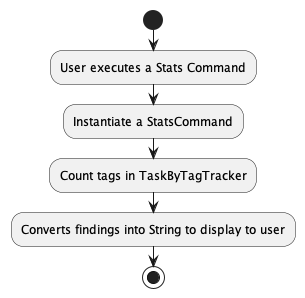 User executes a Stats Command
Instantiate a StatsCommand
Count tags in TaskByTagTracker
Converts findings into String to display to user